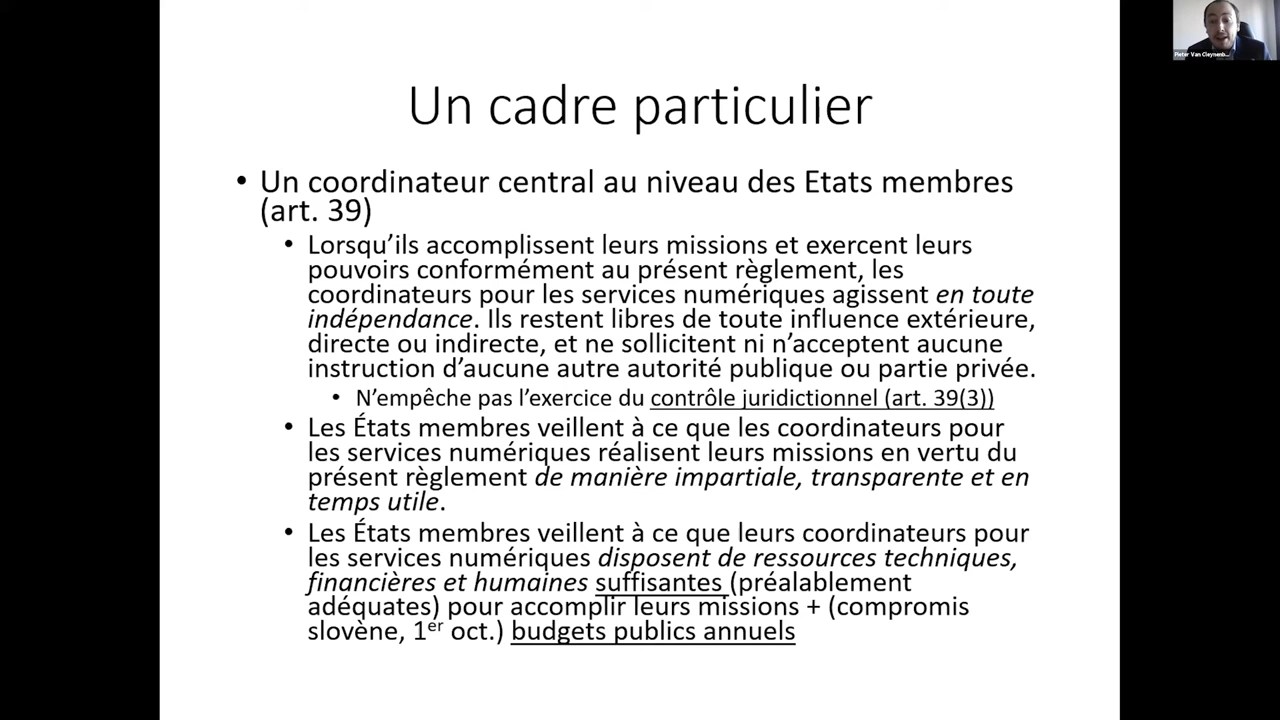 Un cadre particulier
• Un coordinateur central au niveau des Etats membres
(art. 39)
• Lorsqu’ils accomplissent leurs missions et exercent leurs
pouvoirs conformément au présent règlement, les
coordinateurs pour les services numériques agissent en toute
indépendance. Ils restent libres de toute influence extérieure,
directe ou indirecte, et ne sollicitent ni n’acceptent aucune
instruction d’aucune autre autorité publique ou partie privée.
• N’empêche pas l’exercice du contrôle juridictionnel (art. 39(3))
• Les États membres veillent à ce que les coordinateurs pour
les services numériques réalisent leurs missions en vertu du
présent règlement de manière impartiale, transparente et en
temps utile.
• Les États membres veillent à ce que leurs coordinateurs pour
les services numériques disposent de ressources techniques,
financières et humaines suffisantes (préalablement
adéquates) pour accomplir leurs missions + (compromis
slovène, 1er oct.) budgets publics annuels
Pieter Van Cleynenb...